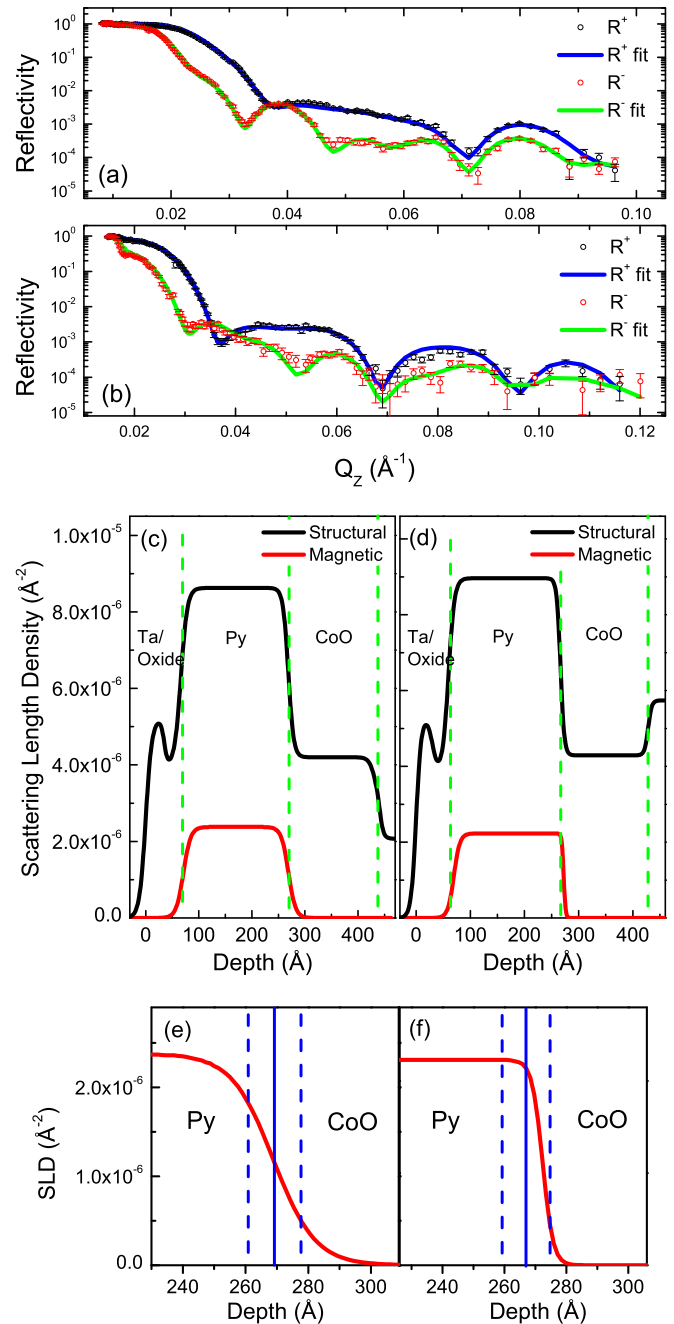 10⁰
10⁻¹
10⁻²
10⁻³
10⁻⁴
10⁻⁵
Reflectivity
(a)
R⁺
R⁺ fit
R⁻
R⁻ fit
0.02 0.04 0.06 0.08 0.10
10⁰
10⁻¹
10⁻²
10⁻³
10⁻⁴
10⁻⁵
Reflectivity
(b)
R⁺
R⁺ fit
R⁻
R⁻ fit
0.02 0.04 0.06 0.08 0.10 0.12
Q_Z (Å⁻¹)
Scattering Length Density (Å⁻²)
1.0x10⁻⁵
8.0x10⁻⁶
6.0x10⁻⁶
4.0x10⁻⁶
2.0x10⁻⁶
0.0
(c)
Structural
Magnetic
Ta/
Oxide
Py
CoO
0 100 200 300 400
Depth (Å)
(d)
Structural
Magnetic
Ta/
Oxide
Py
CoO
0 100 200 300 400
Depth (Å)
SLD (Å⁻²)
2.0x10⁻⁶
1.0x10⁻⁶
0.0
(e)
Py
CoO
240 260 280 300
Depth (Å)
(f)
Py
CoO
240 260 280 300
Depth (Å)